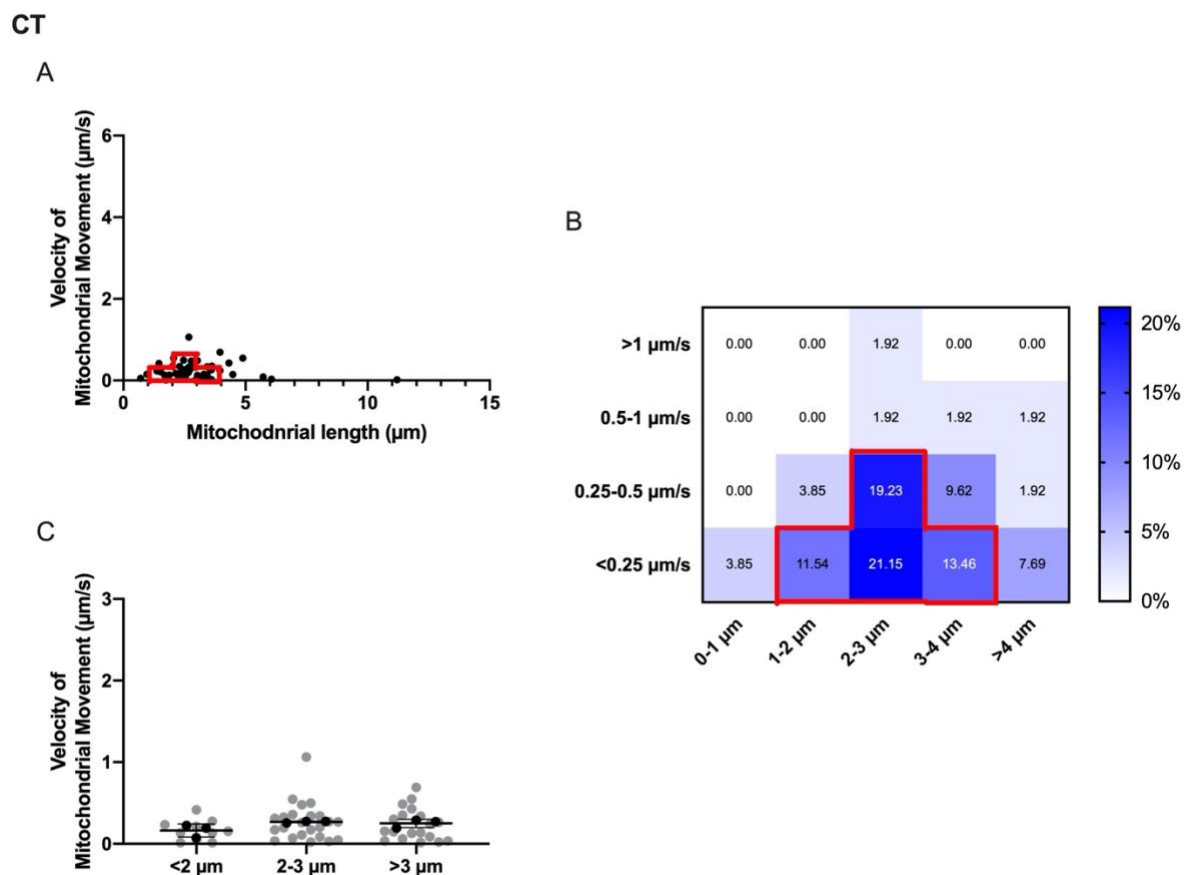 CT
A
Velocity of
Mitochondrial Movement (µm/s)
6
4
2
0
0 5 10 15
Mitochodnrial length (µm)
B
>1 µm/s 0.00 0.00 1.92 0.00 0.00
0.5-1 µm/s 0.00 0.00 1.92 1.92 1.92
0.25-0.5 µm/s 0.00 3.85 19.23 9.62 1.92
<0.25 µm/s 3.85 11.54 21.15 13.46 7.69
0-1 µm 1-2 µm 2-3 µm 3-4 µm >4 µm
20%
15%
10%
5%
0%
C
Velocity of
Mitochondrial Movement (µm/s)
3
2
1
0
<2 µm 2-3 µm >3 µm